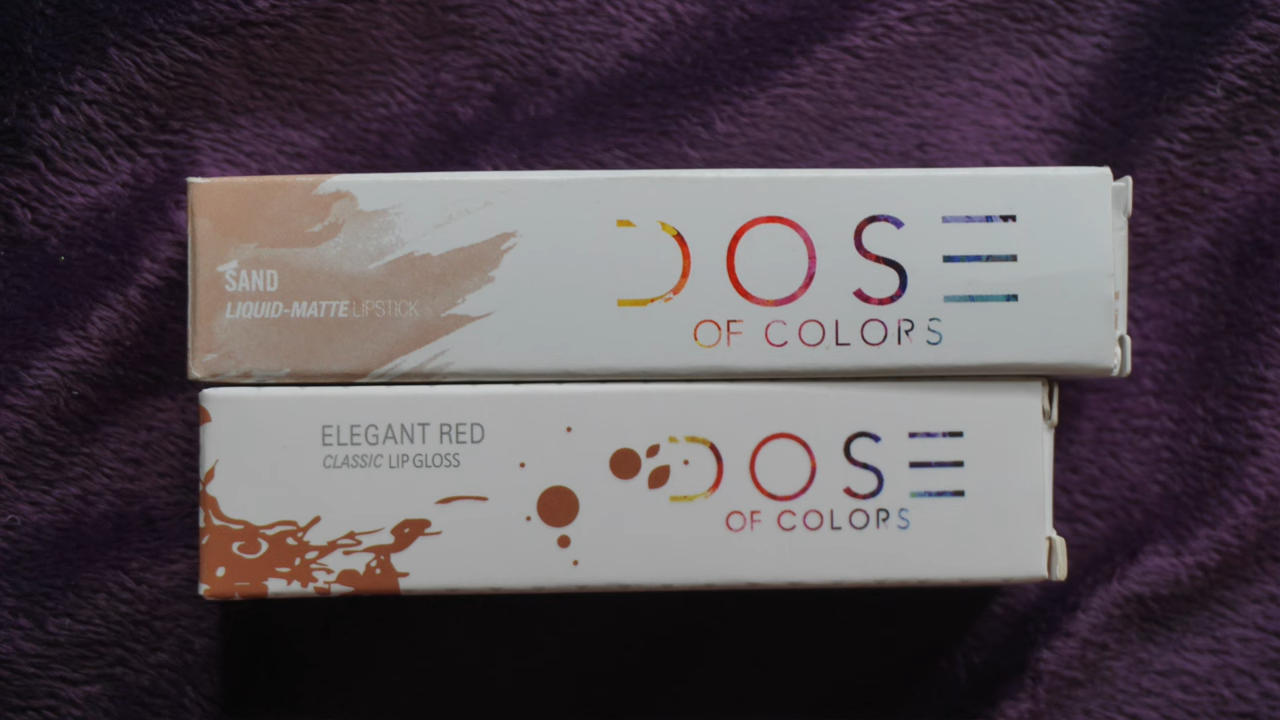 SAND
LIQUID-MATTE LIPSTICK
DOSE
OF COLORS
ELEGANT RED
CLASSIC LIP GLOSS
DOSE
OF COLORS